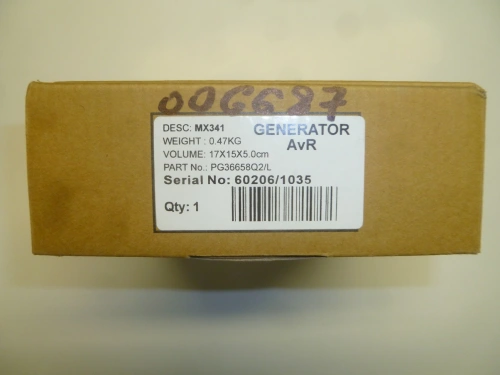 006687
DESC: MX341
GENERATOR
AvR
WEIGHT : 0.47KG
VOLUME: 17X15X5.0cm
PART No.: PG36658Q2/L
Serial No: 60206/1035
Qty: 1